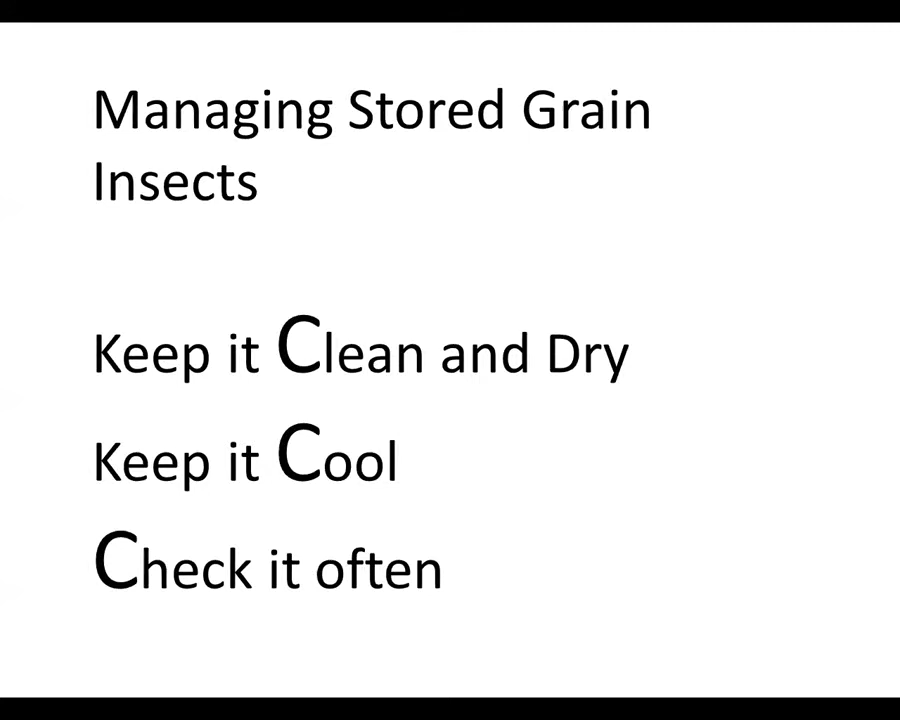 Managing Stored Grain
Insects
Keep it Clean and Dry
Keep it Cool
Check it often